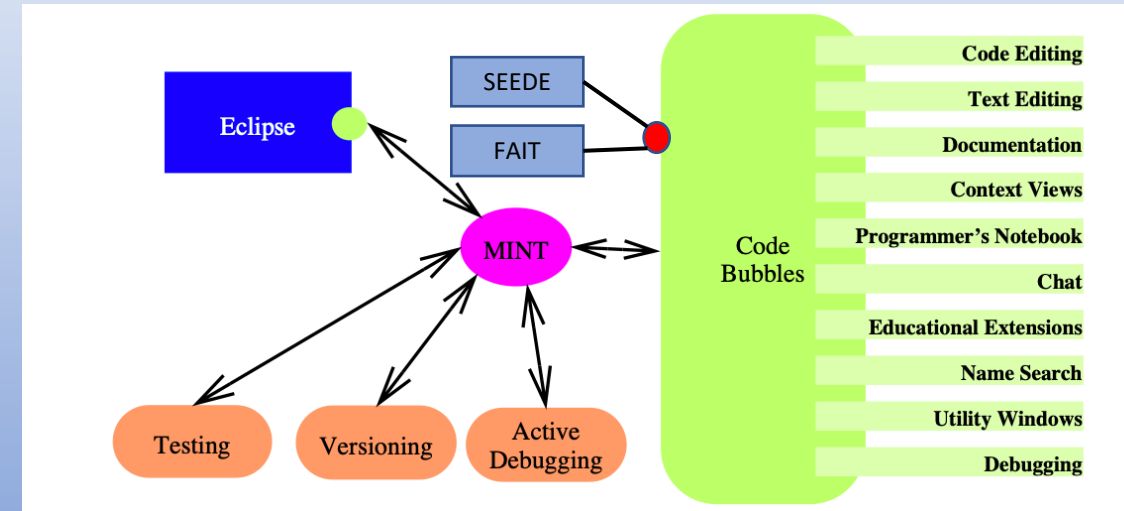 Eclipse
SEEDE
FAIT
MINT
Testing
Versioning
Active
Debugging
Code
Bubbles
Code Editing
Text Editing
Documentation
Context Views
Programmer’s Notebook
Chat
Educational Extensions
Name Search
Utility Windows
Debugging